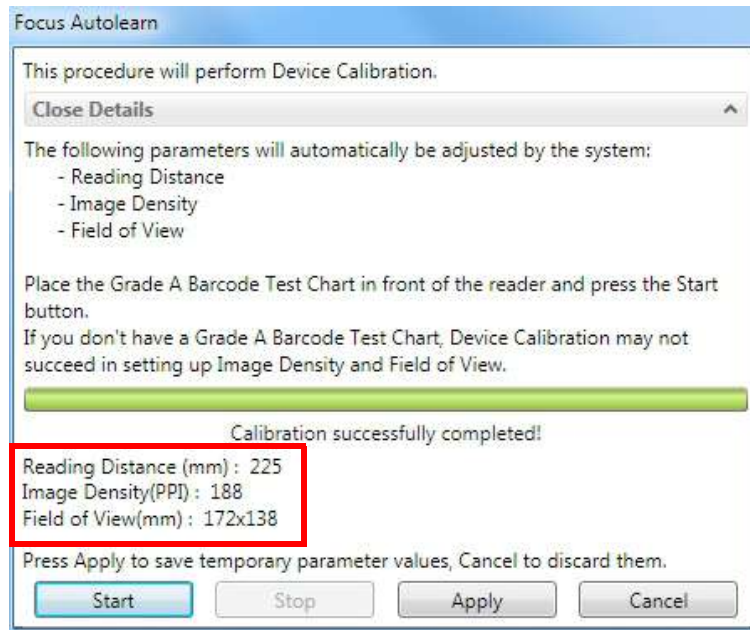 Focus Autolearn
This procedure will perform Device Calibration.
Close Details
The following parameters will automatically be adjusted by the system:
- Reading Distance
- Image Density
- Field of View
Place the Grade A Barcode Test Chart in front of the reader and press the Start
button.
If you don't have a Grade A Barcode Test Chart, Device Calibration may not
succeed in setting up Image Density and Field of View.
Calibration successfully completed!
Reading Distance (mm) : 225
Image Density(PPI) : 188
Field of View(mm) : 172x138
Press Apply to save temporary parameter values, Cancel to discard them.
Start Stop Apply Cancel